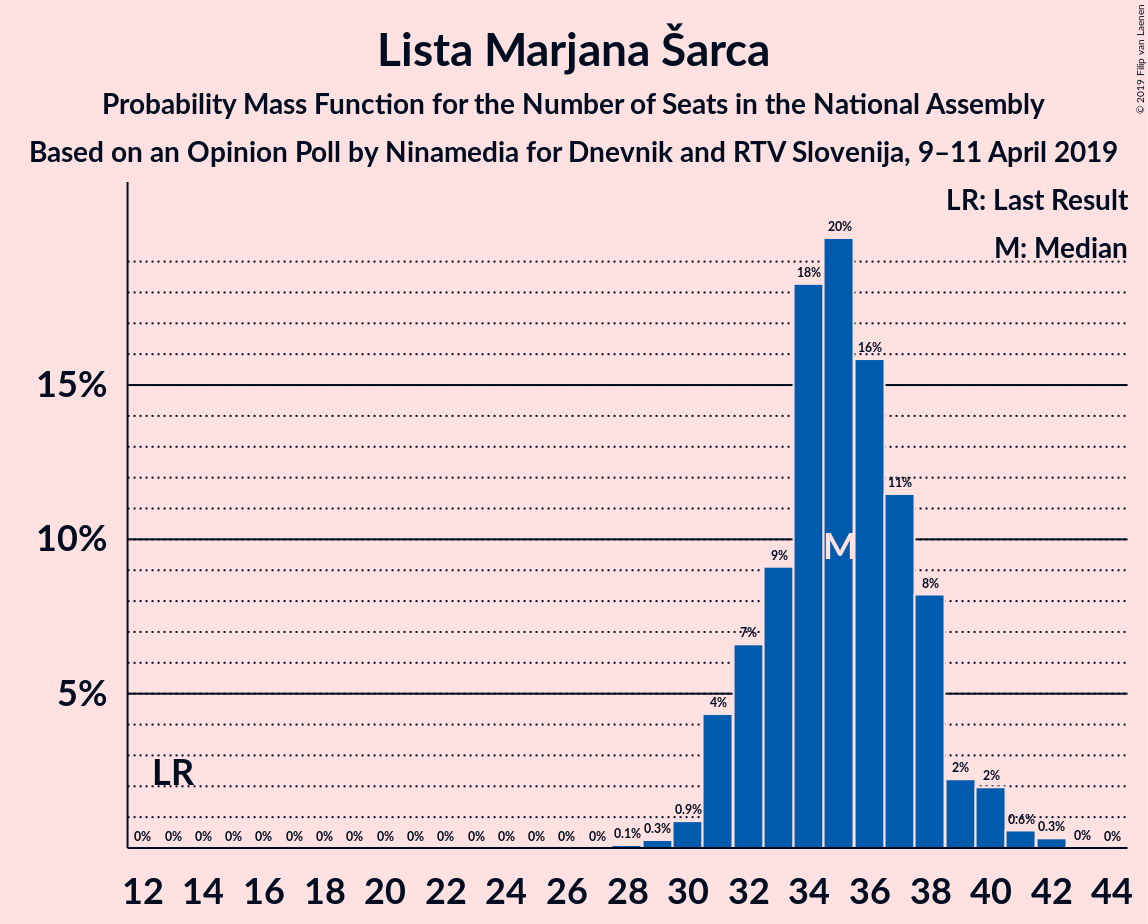 Lista Marjana Šarca
Probability Mass Function for the Number of Seats in the National Assembly
Based on an Opinion Poll by Ninamedia for Dnevnik and RTV Slovenija, 9–11 April 2019
© 2019 Filip van Laenen
LR: Last Result
M: Median
20%
18%
16%
15%
11%
10%
M
9%
8%
7%
5%
4%
LR
2%
2%
0% 0% 0% 0% 0% 0% 0% 0% 0% 0% 0% 0% 0% 0% 0% 0% 0.1% 0.3% 0.9% 0.6% 0.3% 0% 0%
12 14 16 18 20 22 24 26 28 30 32 34 36 38 40 42 44